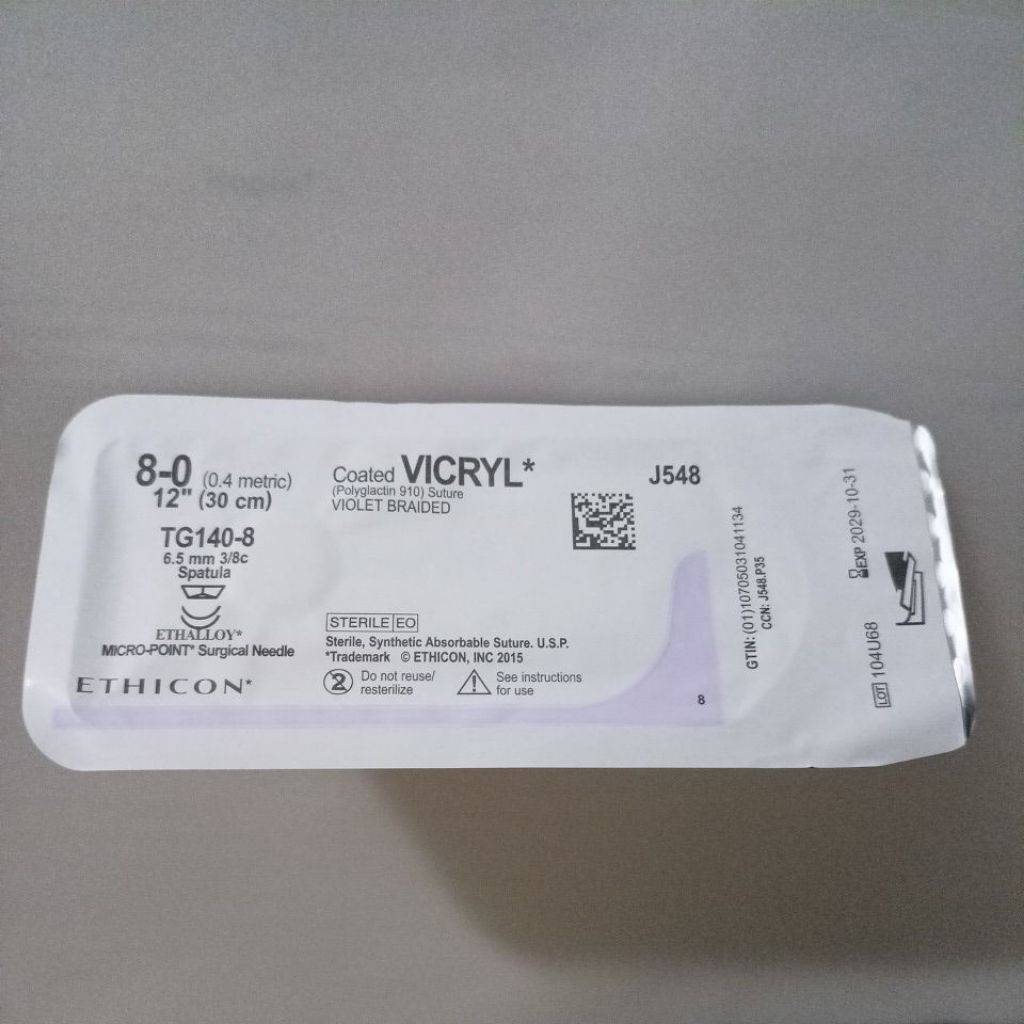 8-0 (0.4 metric)
12" (30 cm)
TG140-8
6.5 mm 3/8c
Spatula
ETHALLOY*
MICRO-POINT* Surgical Needle
ETHICON*
Coated VICRYL*
(Polyglactin 910) Suture
VIOLET BRAIDED
J548
STERILE EO
Sterile, Synthetic Absorbable Suture. U.S.P.
*Trademark © ETHICON, INC 2015
2 Do not reuse/
resterilize
See instructions
for use
8
GTIN: (01)10705031041134
CCN: J548.P35
EXP 2029-10-31
LOT 104U68